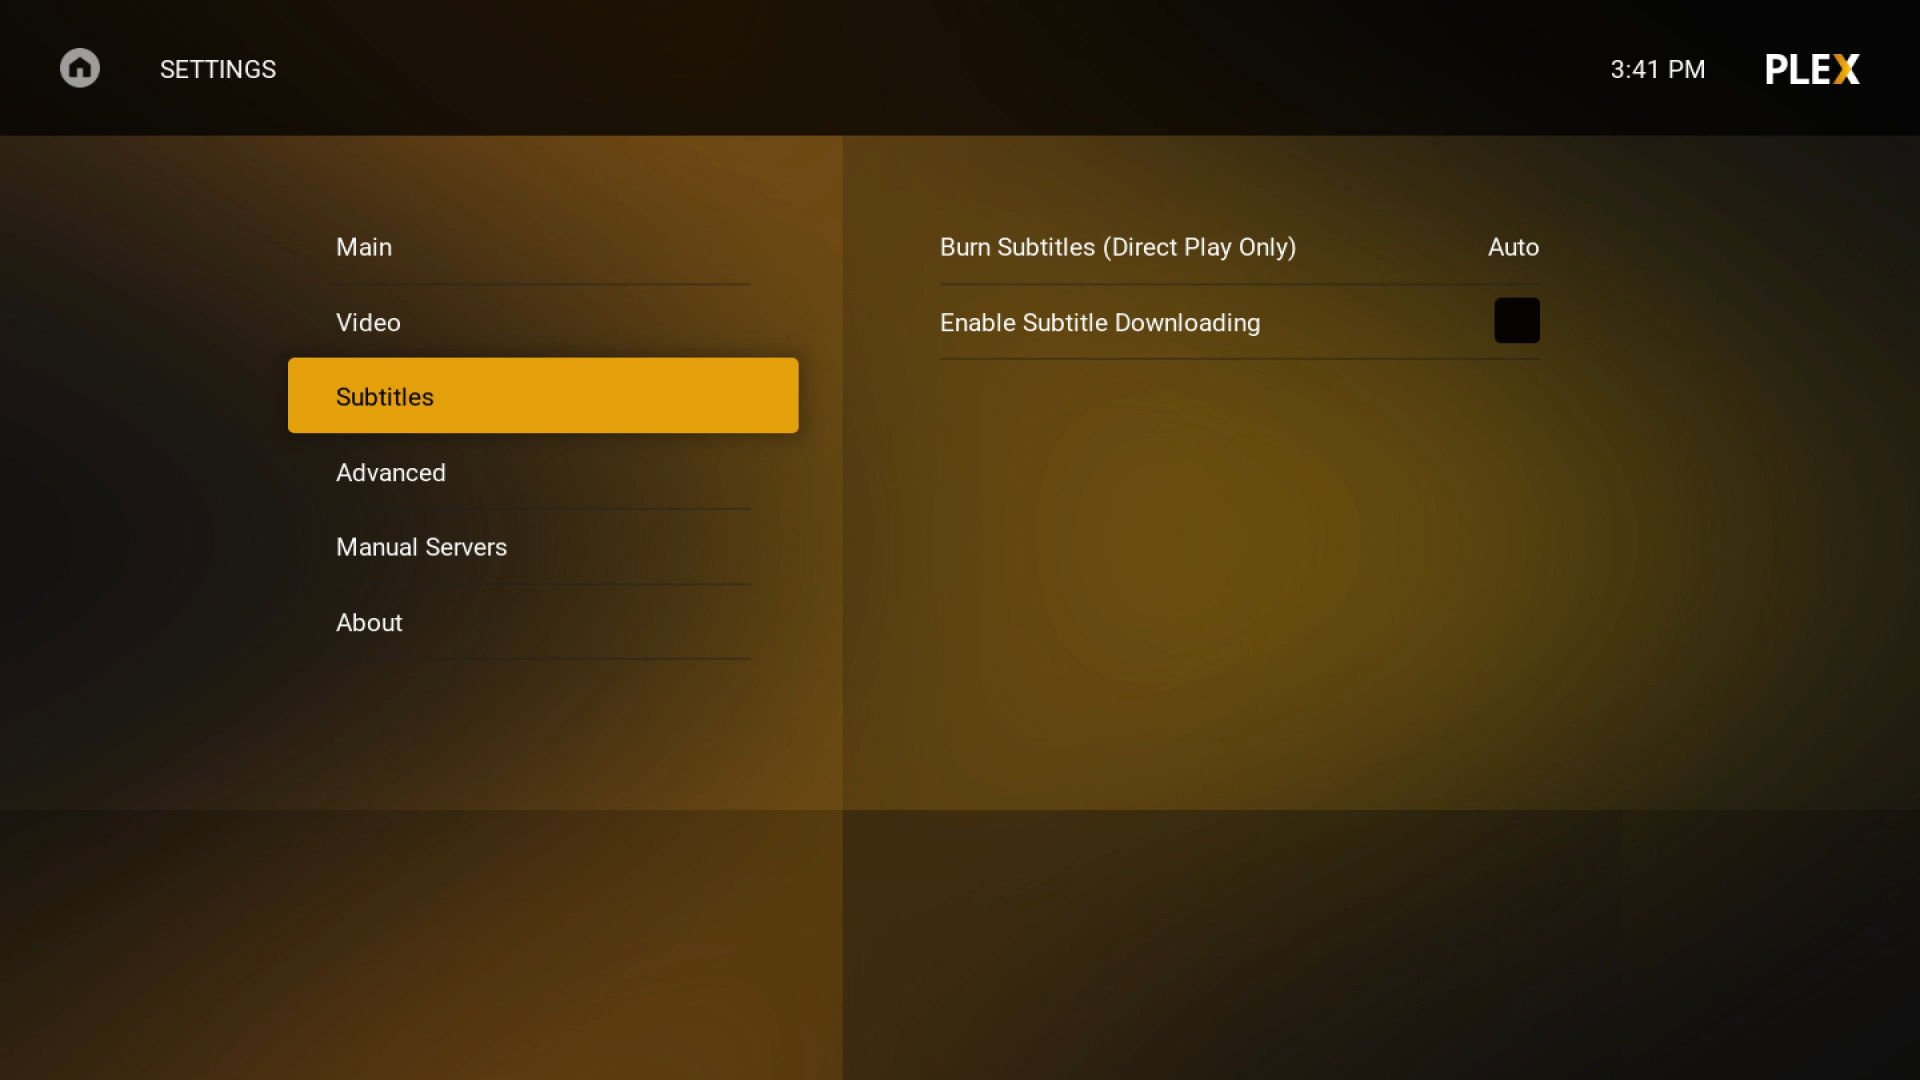 SETTINGS
3:41 PM
PLEX
Main
Video
Subtitles
Advanced
Manual Servers
About
Burn Subtitles (Direct Play Only)
Auto
Enable Subtitle Downloading